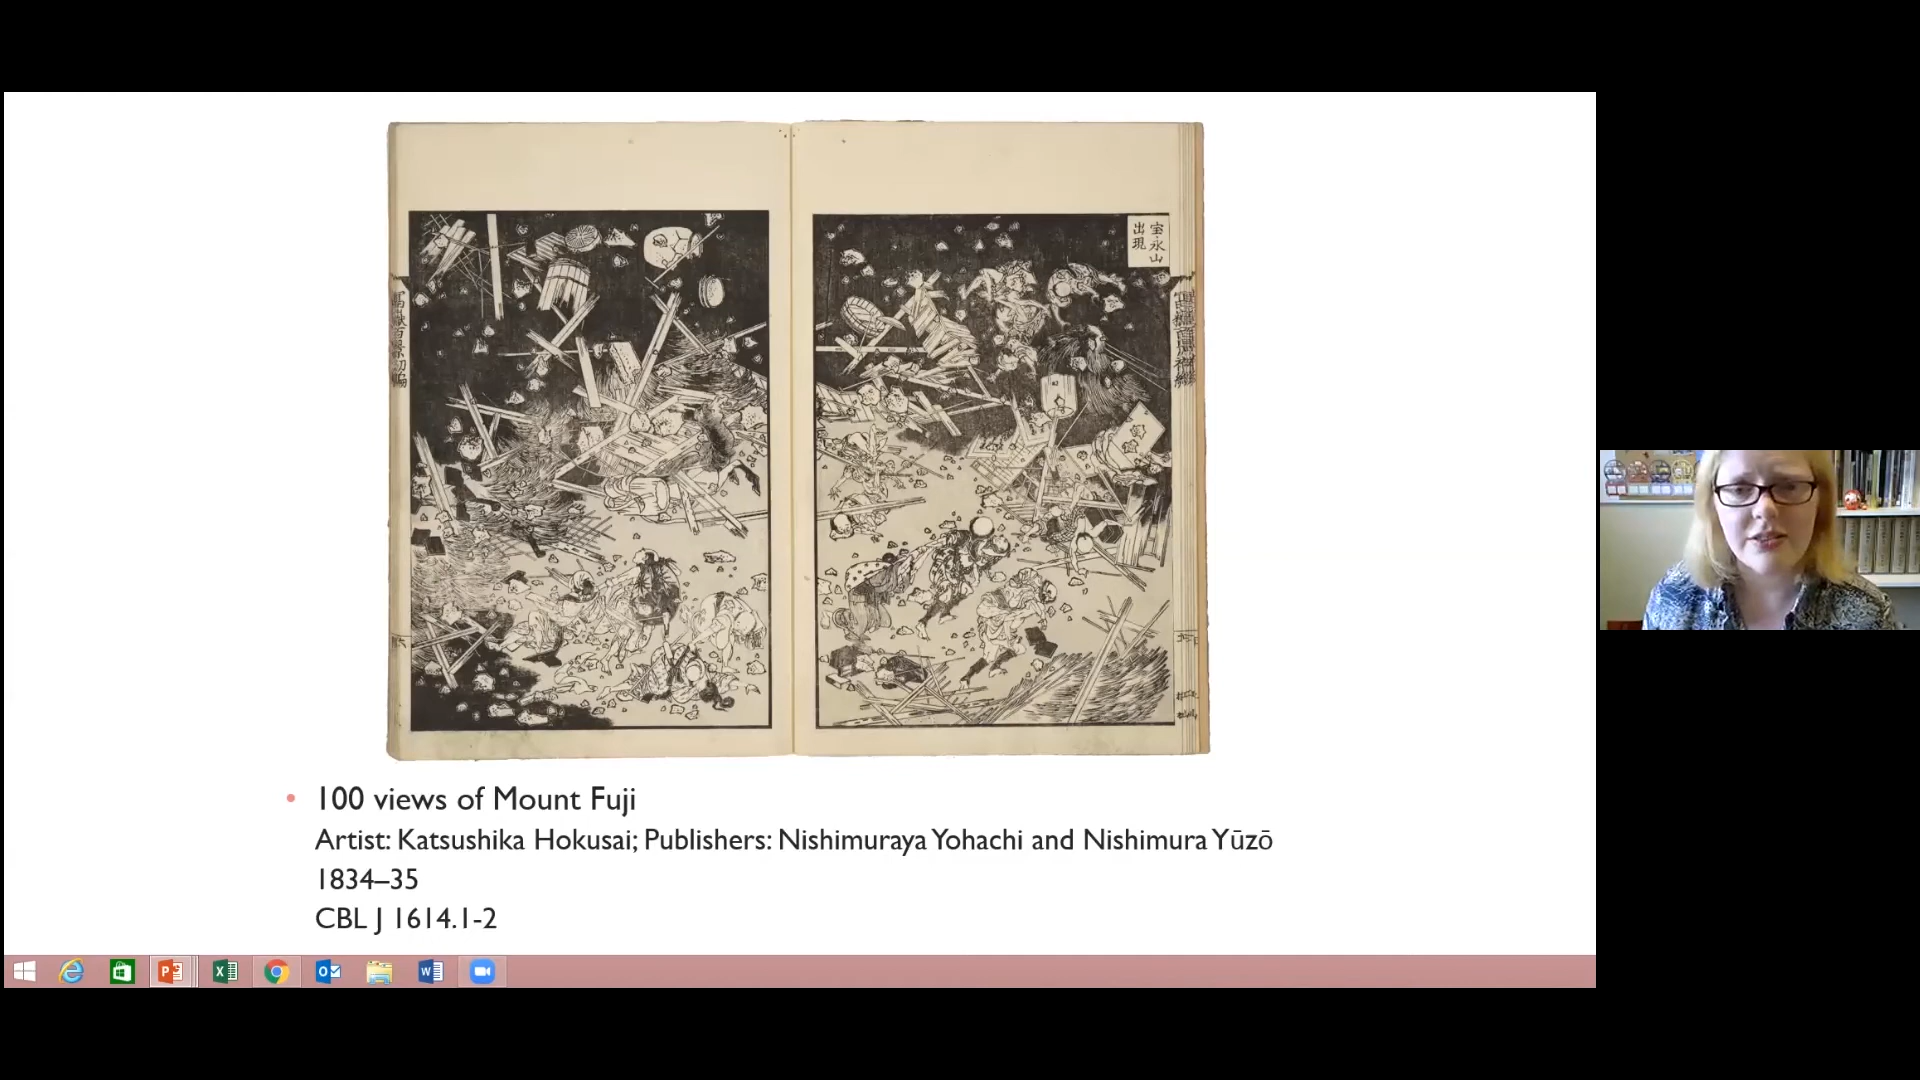 宝永山
出現
100 views of Mount Fuji
Artist: Katsushika Hokusai; Publishers: Nishimuraya Yohachi and Nishimura Yūzō
1834–35
CBL J 1614.1-2